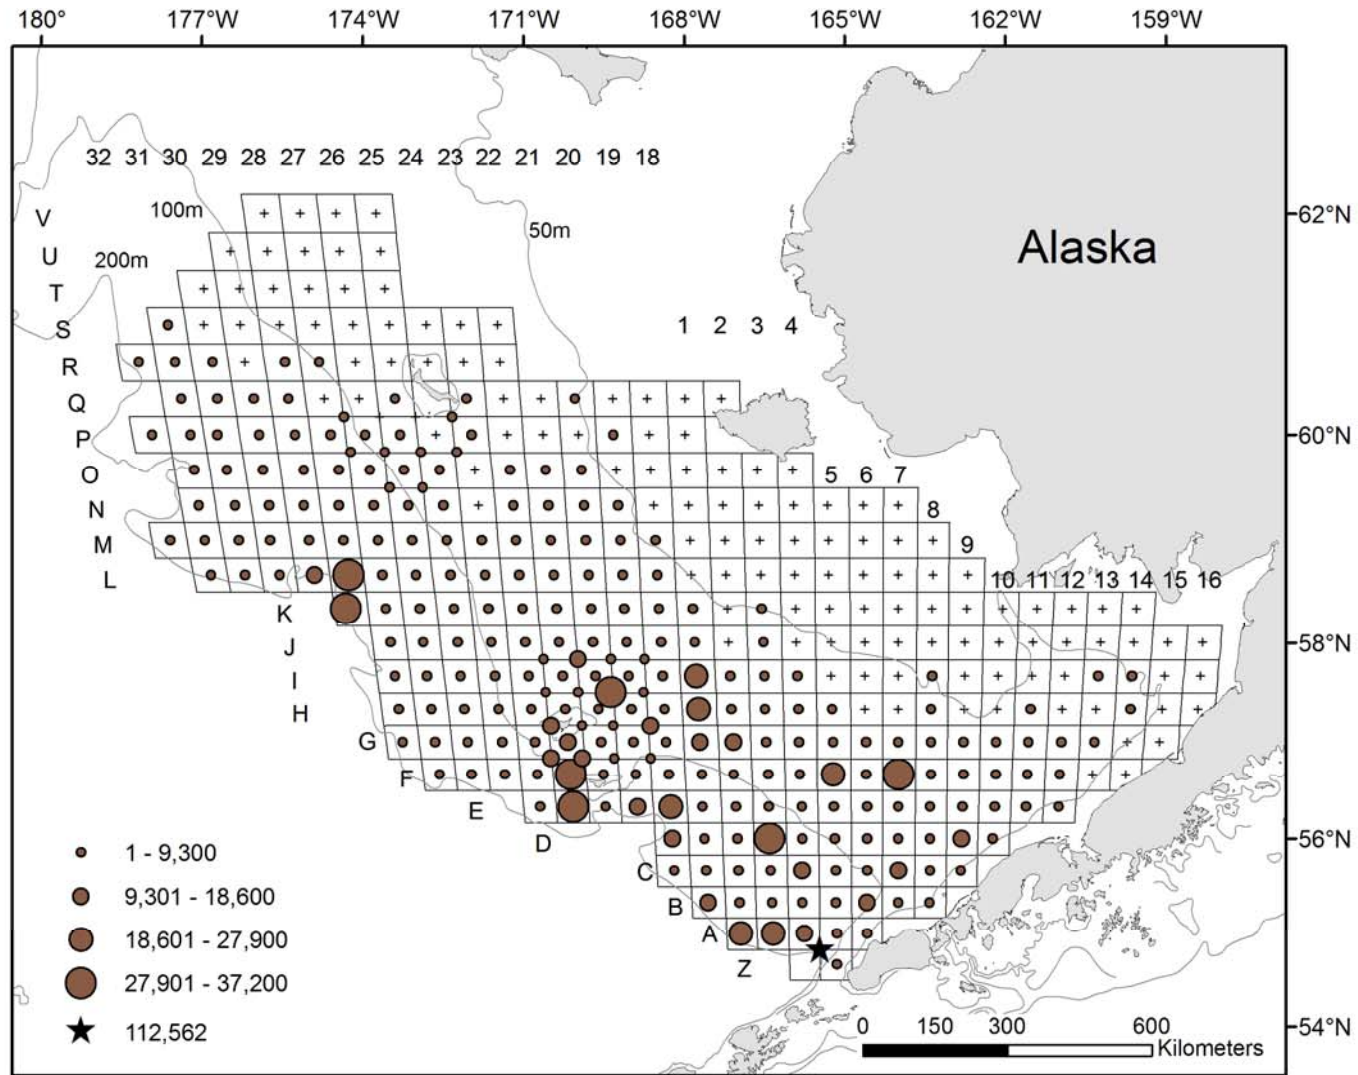 180° 177°W 174°W 171°W 168°W 165°W 162°W 159°W
32 31 30 29 28 27 26 25 24 23 22 21 20 19 18
V 100m 62°N
50m
U Alaska
200m
T
S 1 2 3 4
R
Q
P 60°N
O 5 6 7
N 8
M 9
L 10 11 12 13 14 15 16
K
J 58°N
I
H
G
F
E
D 56°N
1 - 9,300
C
9,301 - 18,600
B
A
18,601 - 27,900
Z
27,901 - 37,200
112,562
0 150 300 600
54°N
Kilometers